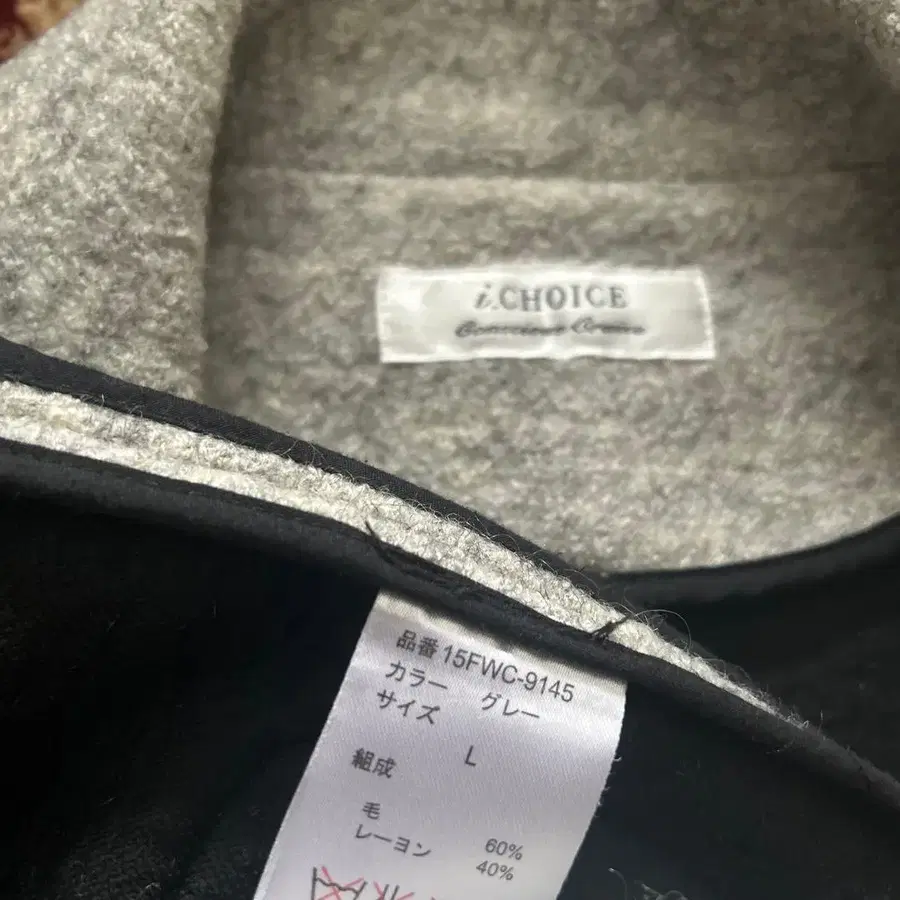 i.CHOICE
品番 15FWC-9145
カラー グレー
サイズ L
組成
毛 60%
レーヨン 40%